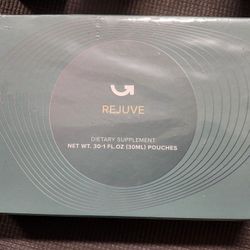 REJUVE
DIETARY SUPPLEMENT
NET WT. 30-1 FL.OZ (30ML) POUCHES